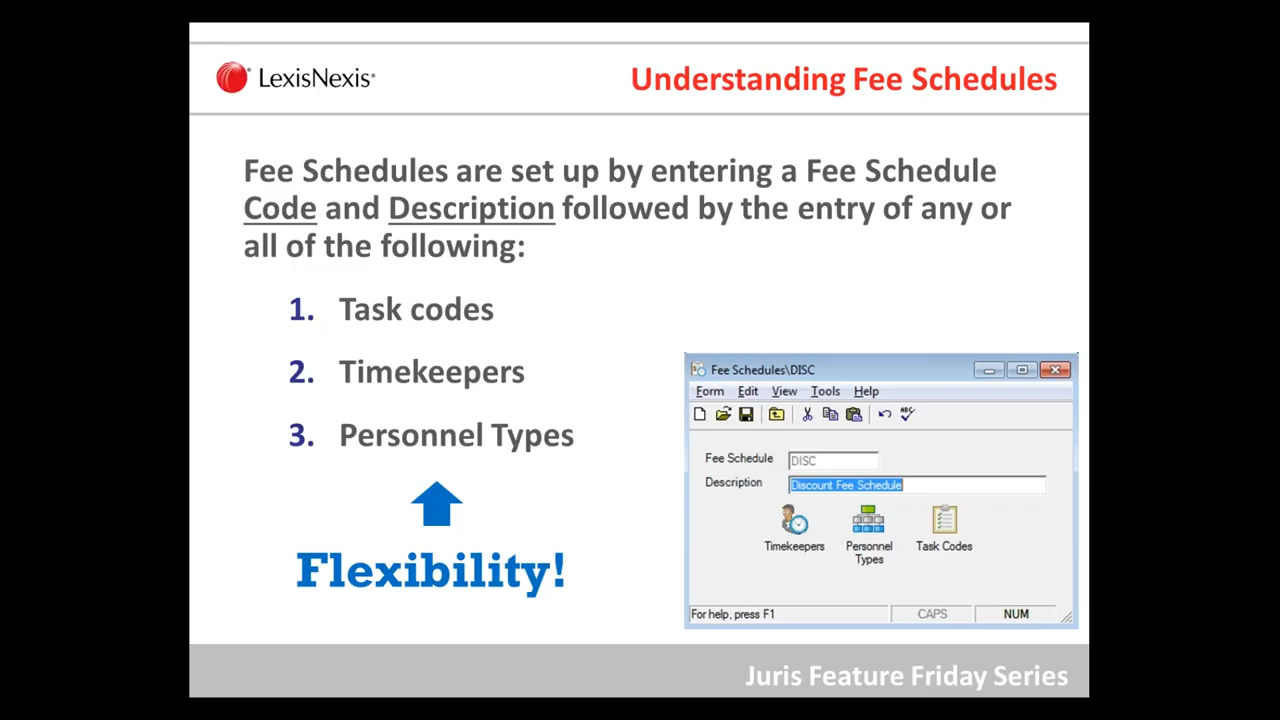 LexisNexis®
Understanding Fee Schedules
Fee Schedules are set up by entering a Fee Schedule
Code and Description followed by the entry of any or
all of the following:
1. Task codes
2. Timekeepers
3. Personnel Types
Flexibility!
Fee Schedules\DISC
Form Edit View Tools Help
ABC
Fee Schedule DISC
Description Discount Fee Schedule
Timekeepers Personnel Types Task Codes
For help, press F1 CAPS NUM
Juris Feature Friday Series